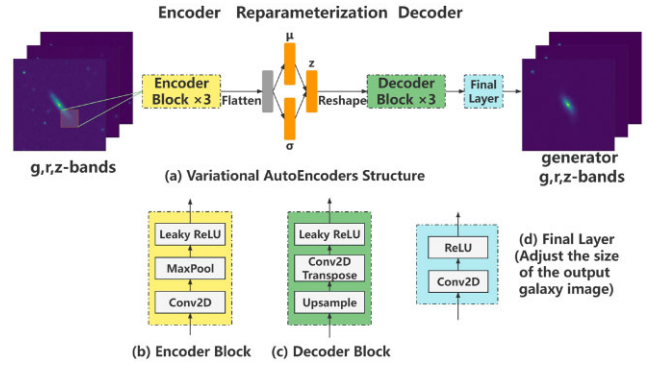 Encoder Reparameterization Decoder
μ
z
Encoder
Block ×3
Flatten
Reshape
Decoder
Block ×3
Final
Layer
σ
g,r,z-bands
generator
g,r,z-bands
(a) Variational AutoEncoders Structure
Leaky ReLU
MaxPool
Conv2D
(b) Encoder Block
Leaky ReLU
Conv2D
Transpose
Upsample
(c) Decoder Block
ReLU
Conv2D
(d) Final Layer
(Adjust the size
of the output
galaxy image)